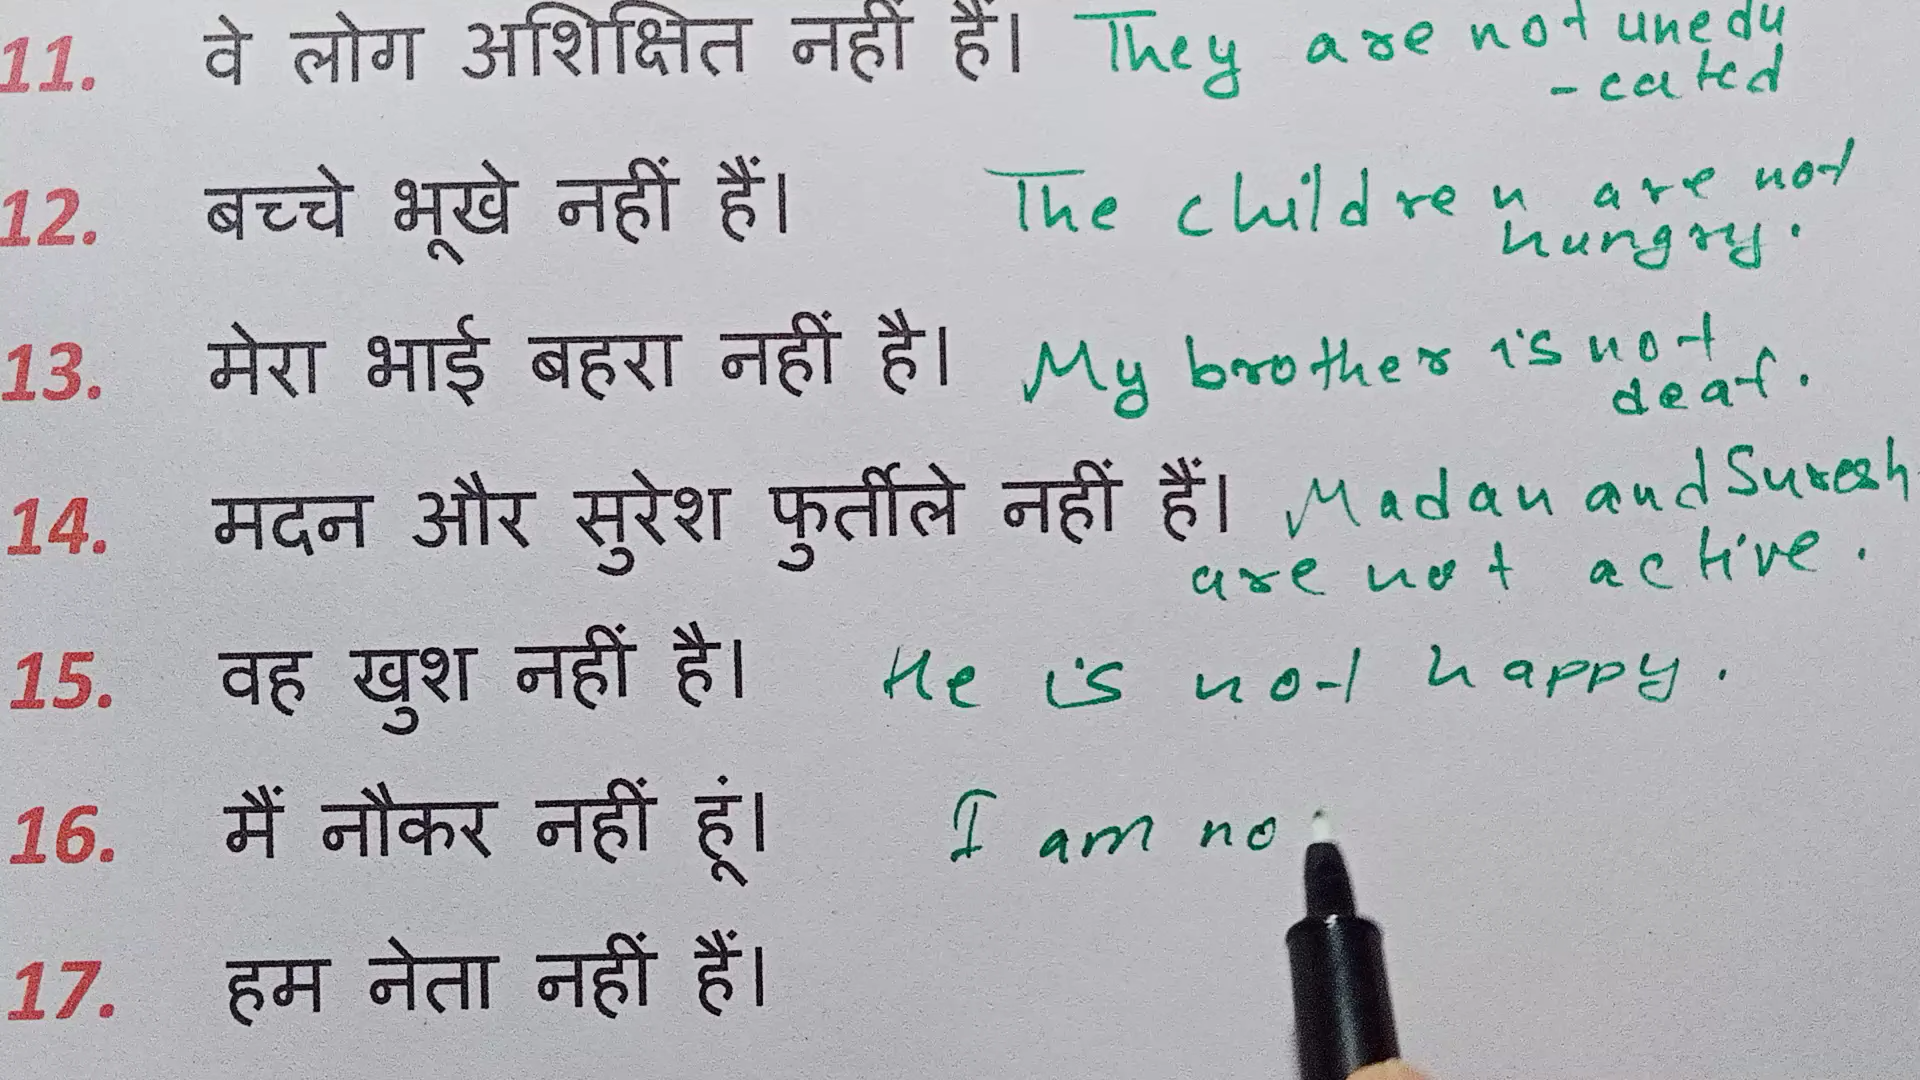 11. वे लोग अशिक्षित नहीं हैं। They are not unedu
-cated
12. बच्चे भूखे नहीं हैं। The children are not
hungry.
13. मेरा भाई बहरा नहीं है। My brother is not
deaf.
14. मदन और सुरेश फुर्तीले नहीं हैं। Madan and Suresh
are not active.
15. वह खुश नहीं है। He is not happy.
16. मैं नौकर नहीं हूं। I am no
17. हम नेता नहीं हैं।